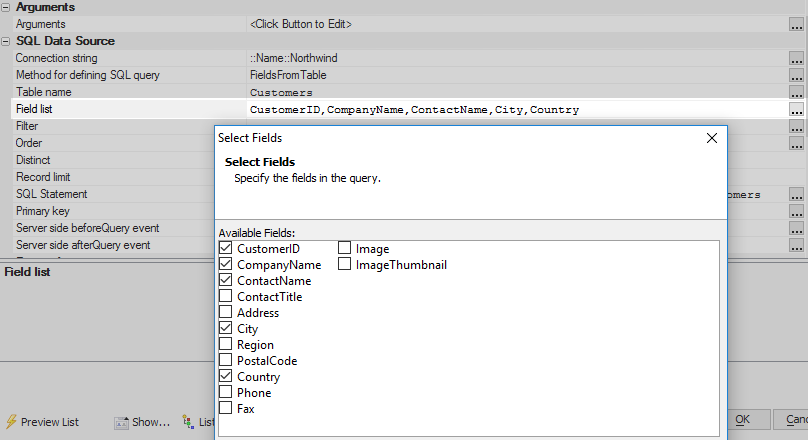 Arguments
Arguments <Click Button to Edit> ...
SQL Data Source
Connection string ::Name::Northwind ...
Method for defining SQL query FieldsFromTable ...
Table name Customers ...
Field list CustomerID,CompanyName,ContactName,City,Country ...
Filter ...
Order ...
Distinct
Record limit
SQL Statement omers ...
Primary key ...
Server side beforeQuery event ...
Server side afterQuery event ...
Select Fields
Select Fields
Specify the fields in the query.
Available Fields:
CustomerID Image
CompanyName ImageThumbnail
ContactName
ContactTitle
Address
City
Region
PostalCode
Country
Phone
Fax
Field list
Preview List Show... List OK Canc